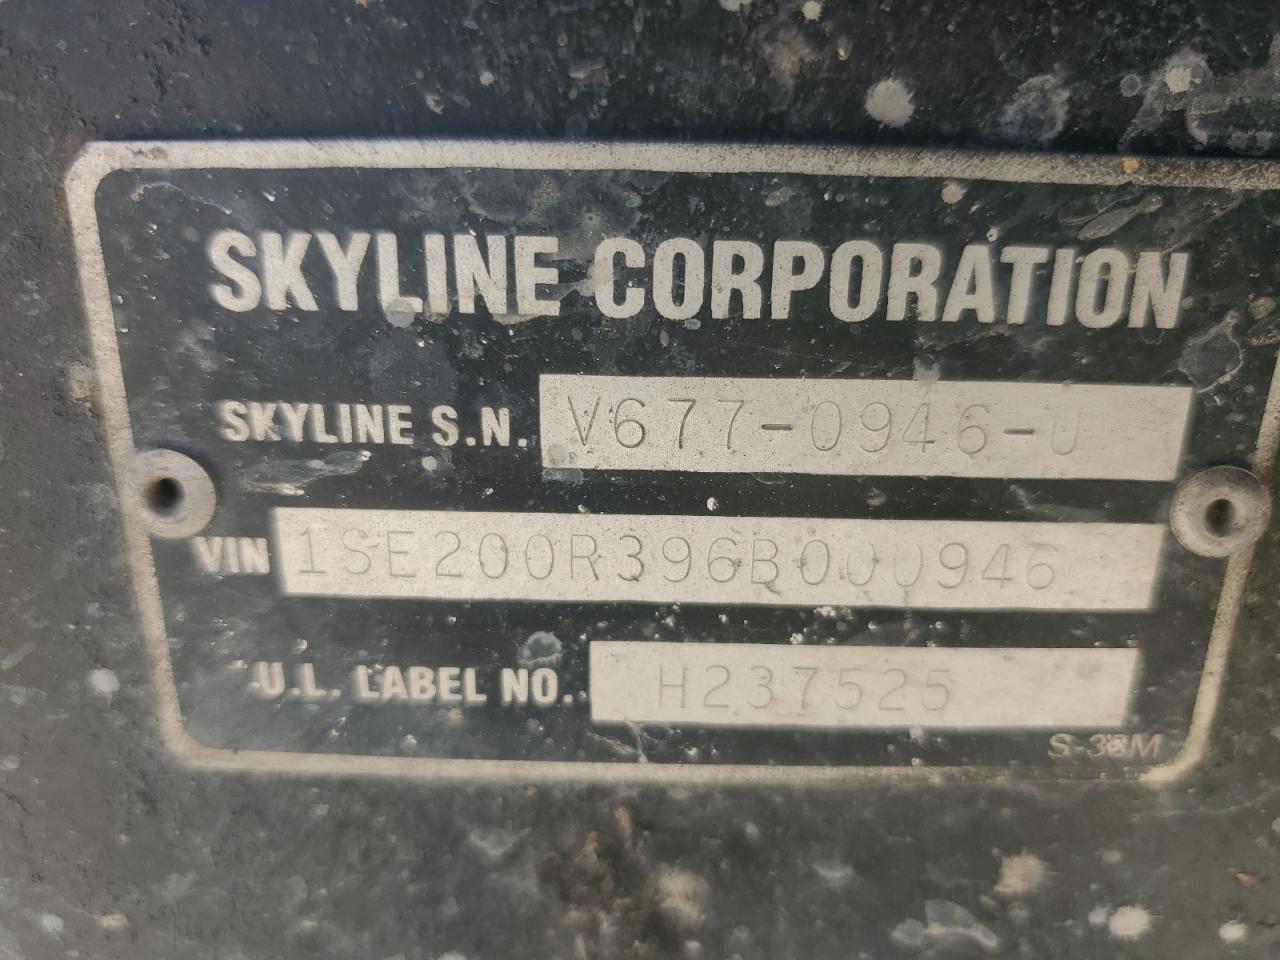 SKYLINE CORPORATION
SKYLINE S.N. V677-0946-U
VIN 1SE200R396B000946
U.L. LABEL NO. H237525
S-38M